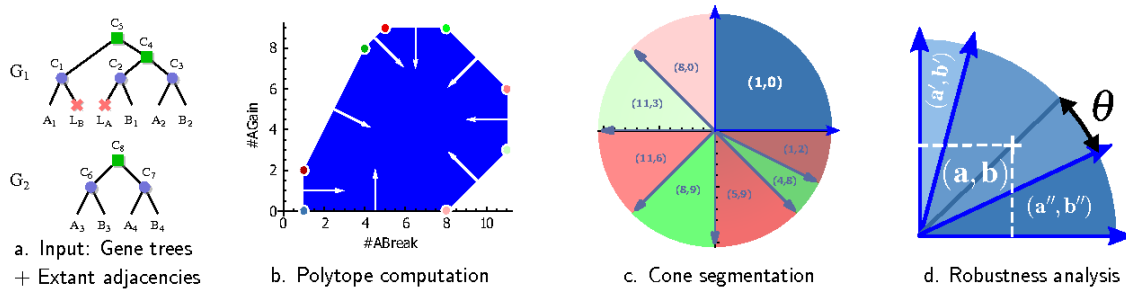 C₅
C₄
C₁ C₂ C₃
G₁
A₁ L_B L_A B₁ A₂ B₂
C₈
C₆ C₇
G₂
A₃ B₃ A₄ B₄
a. Input: Gene trees
+ Extant adjacencies
#AGain
8
6
4
2
0
0 2 4 6 8 10
#ABreak
b. Polytope computation
(8,0)
(1,0)
(11,3)
(11,6)
(1,2)
(8,9)
(5,9)
(4,8)
c. Cone segmentation
(a′,b′)
θ
(a,b)
(a″,b″)
d. Robustness analysis